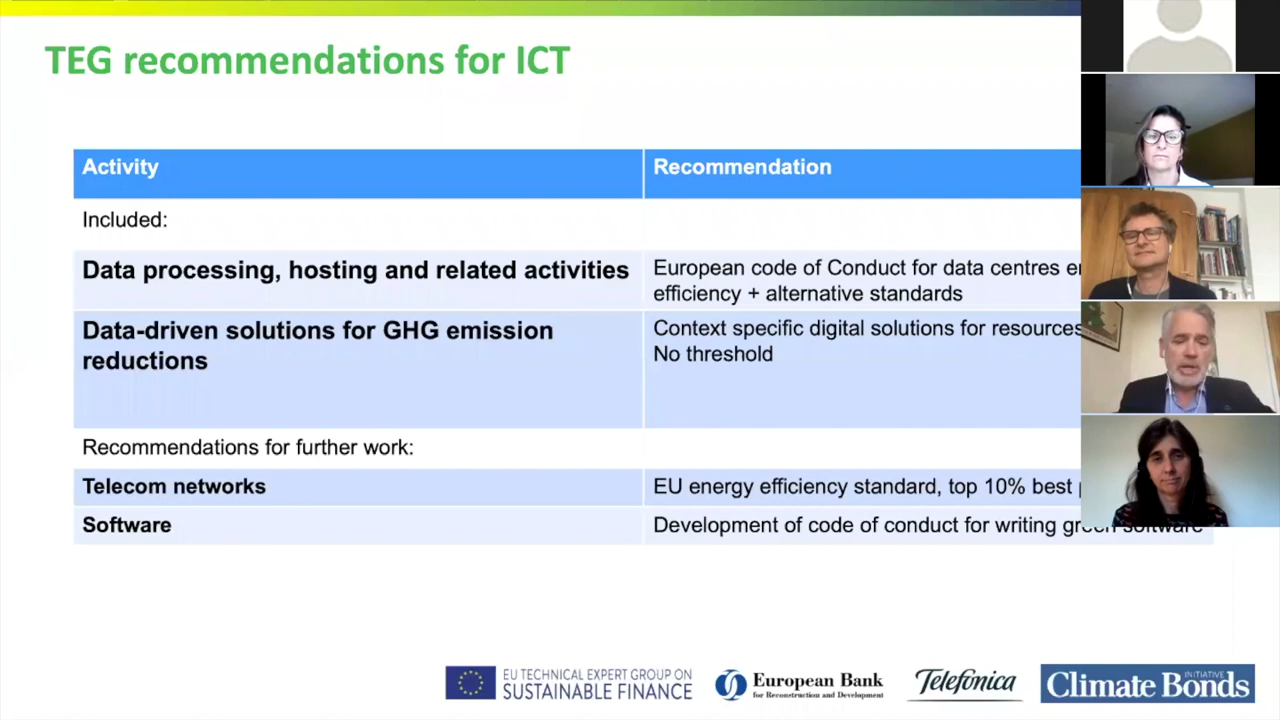 TEG recommendations for ICT
Activity
Recommendation
Included:
Data processing, hosting and related activities
European code of Conduct for data centres
efficiency + alternative standards
Data-driven solutions for GHG emission
reductions
Context specific digital solutions for resources
No threshold
Recommendations for further work:
Telecom networks
EU energy efficiency standard, top 10% best
Software
Development of code of conduct for writing green software
EU TECHNICAL EXPERT GROUP ON
SUSTAINABLE FINANCE
European Bank
for Reconstruction and Development
Telefónica
Climate Bonds
INITIATIVE